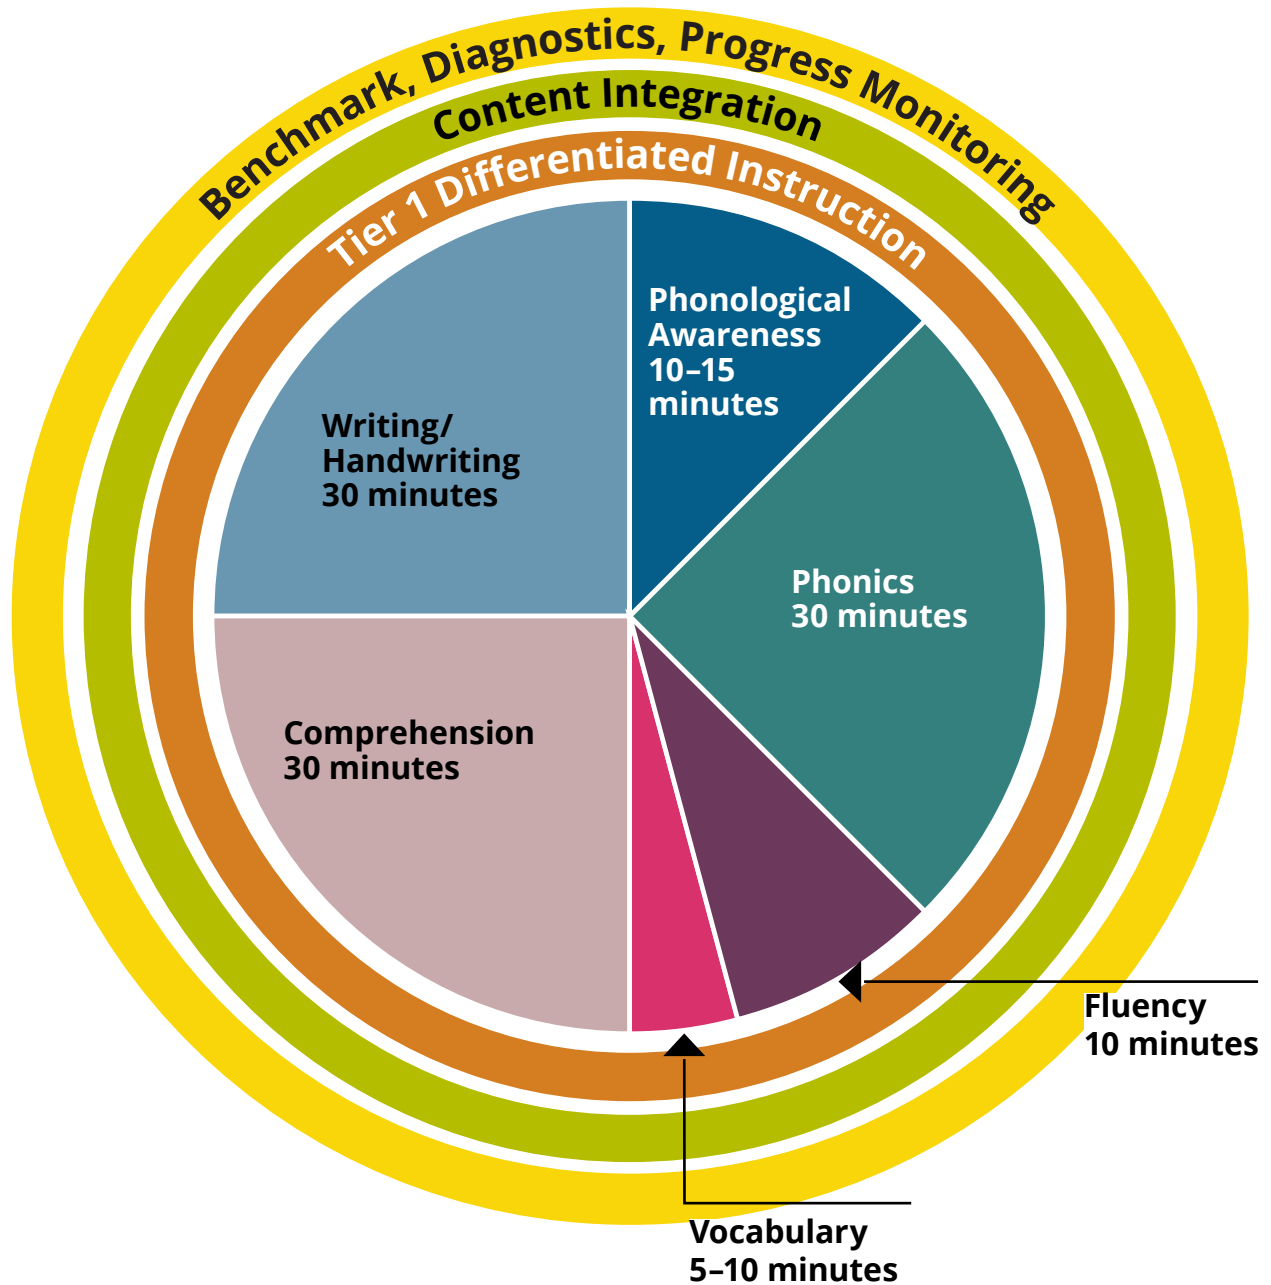 Benchmark, Diagnostics, Progress Monitoring
Content Integration
Tier 1 Differentiated Instruction
Phonological
Awareness
10–15
minutes
Writing/
Handwriting
30 minutes
Phonics
30 minutes
Comprehension
30 minutes
Fluency
10 minutes
Vocabulary
5–10 minutes